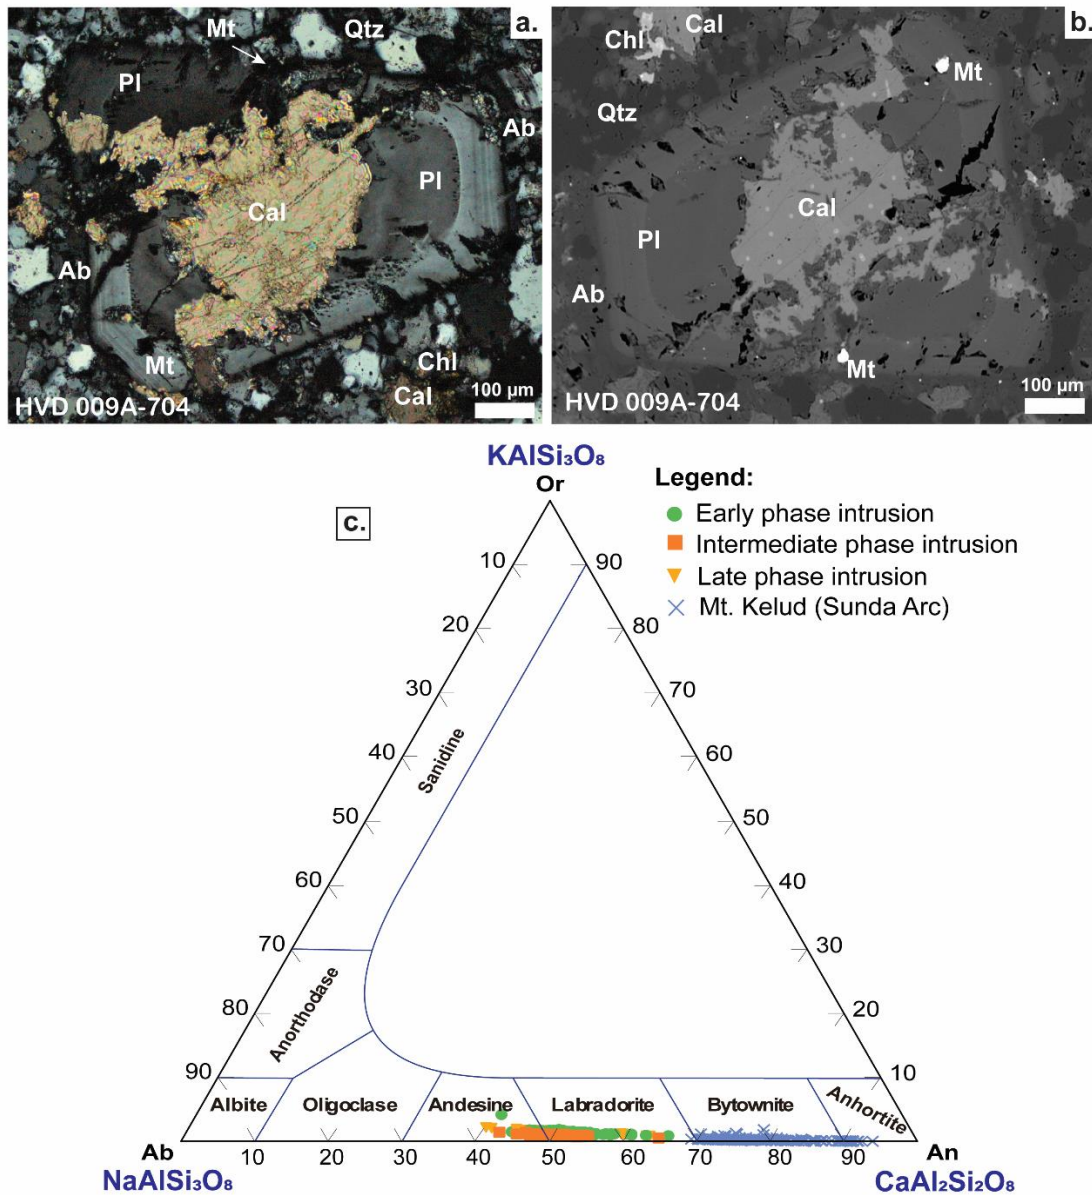 a.
Mt
Qtz
Pl
Ab
Pl
Cal
Ab
Mt
Chl
Cal
100 µm
HVD 009A-704
b.
Cal
Chl
Mt
Qtz
Cal
Pl
Ab
Mt
100 µm
HVD 009A-704
c.
KAlSi₃O₈
Or
Legend:
Early phase intrusion
Intermediate phase intrusion
Late phase intrusion
Mt. Kelud (Sunda Arc)
10
90
20
80
30
70
Sanidine
40
60
50
50
60
40
70
30
Anorthodase
80
20
90
10
Albite
Oligoclase
Andesine
Labradorite
Bytownite
Anhortite
Ab
10
20
30
40
50
60
70
80
90
An
NaAlSi₃O₈
CaAl₂Si₂O₈